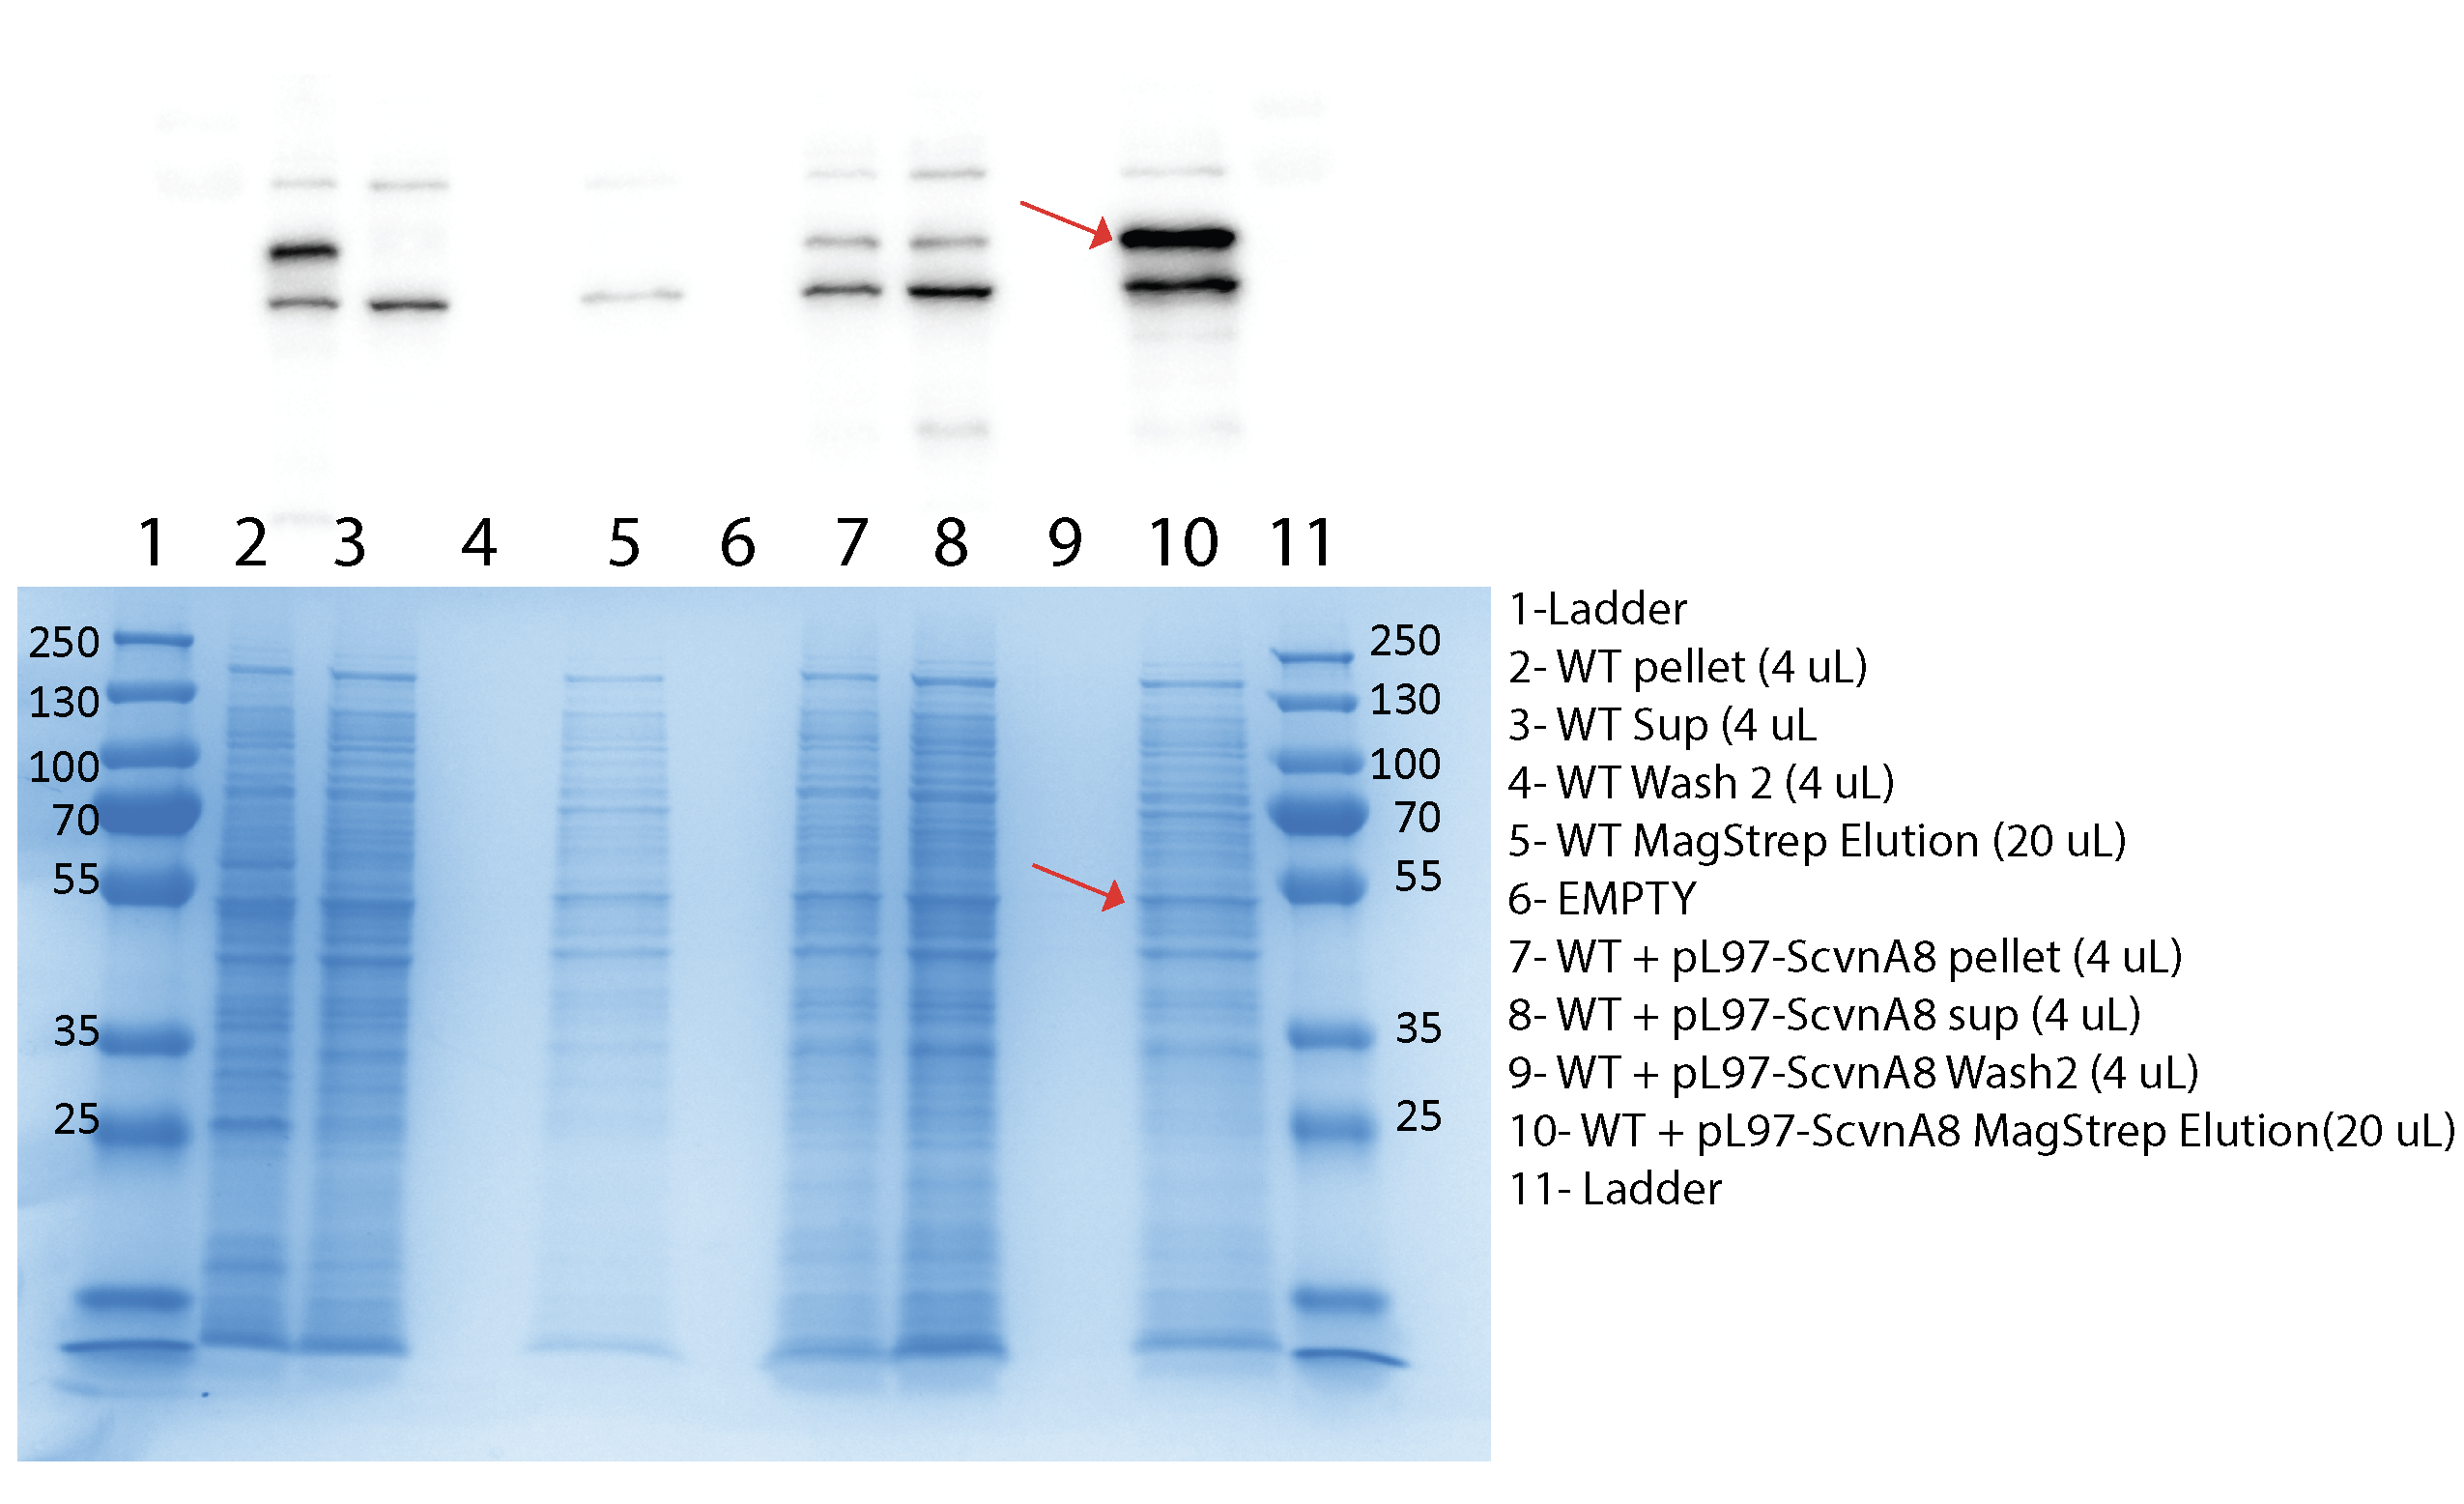 1 2 3 4 5 6 7 8 9 10 11
250
130
100
70
55
35
25
250
130
100
70
55
35
25
1-Ladder
2- WT pellet (4 uL)
3- WT Sup (4 uL
4- WT Wash 2 (4 uL)
5- WT MagStrep Elution (20 uL)
6- EMPTY
7- WT + pL97-ScvnA8 pellet (4 uL)
8- WT + pL97-ScvnA8 sup (4 uL)
9- WT + pL97-ScvnA8 Wash2 (4 uL)
10- WT + pL97-ScvnA8 MagStrep Elution(20 uL)
11- Ladder